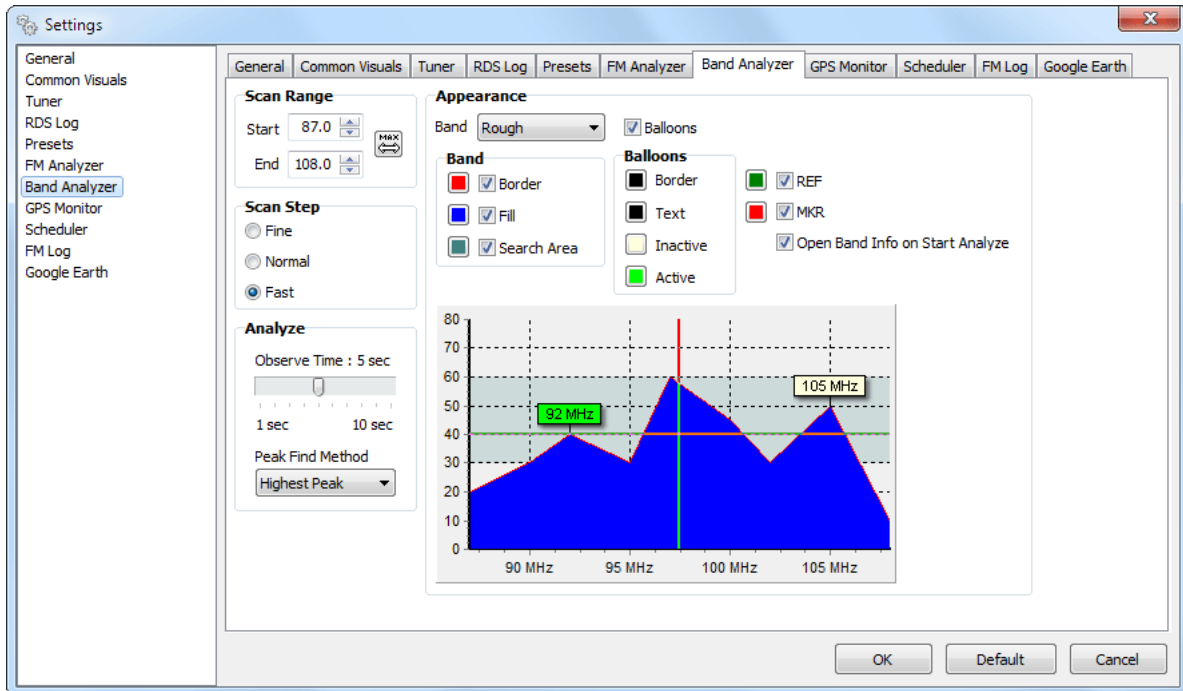 Settings
General
Common Visuals
Tuner
RDS Log
Presets
FM Analyzer
Band Analyzer
GPS Monitor
Scheduler
FM Log
Google Earth
General Common Visuals Tuner RDS Log Presets FM Analyzer Band Analyzer GPS Monitor Scheduler FM Log Google Earth
Scan Range
Start 87.0
MAX
End 108.0
Scan Step
Fine
Normal
Fast
Analyze
Observe Time : 5 sec
1 sec 10 sec
Peak Find Method
Highest Peak
Appearance
Band Rough Balloons
Band
Border
Fill
Search Area
Balloons
Border
Text
Inactive
Active
REF
MKR
Open Band Info on Start Analyze
80
70
60
50
40
30
20
10
0
92 MHz
105 MHz
90 MHz 95 MHz 100 MHz 105 MHz
OK Default Cancel